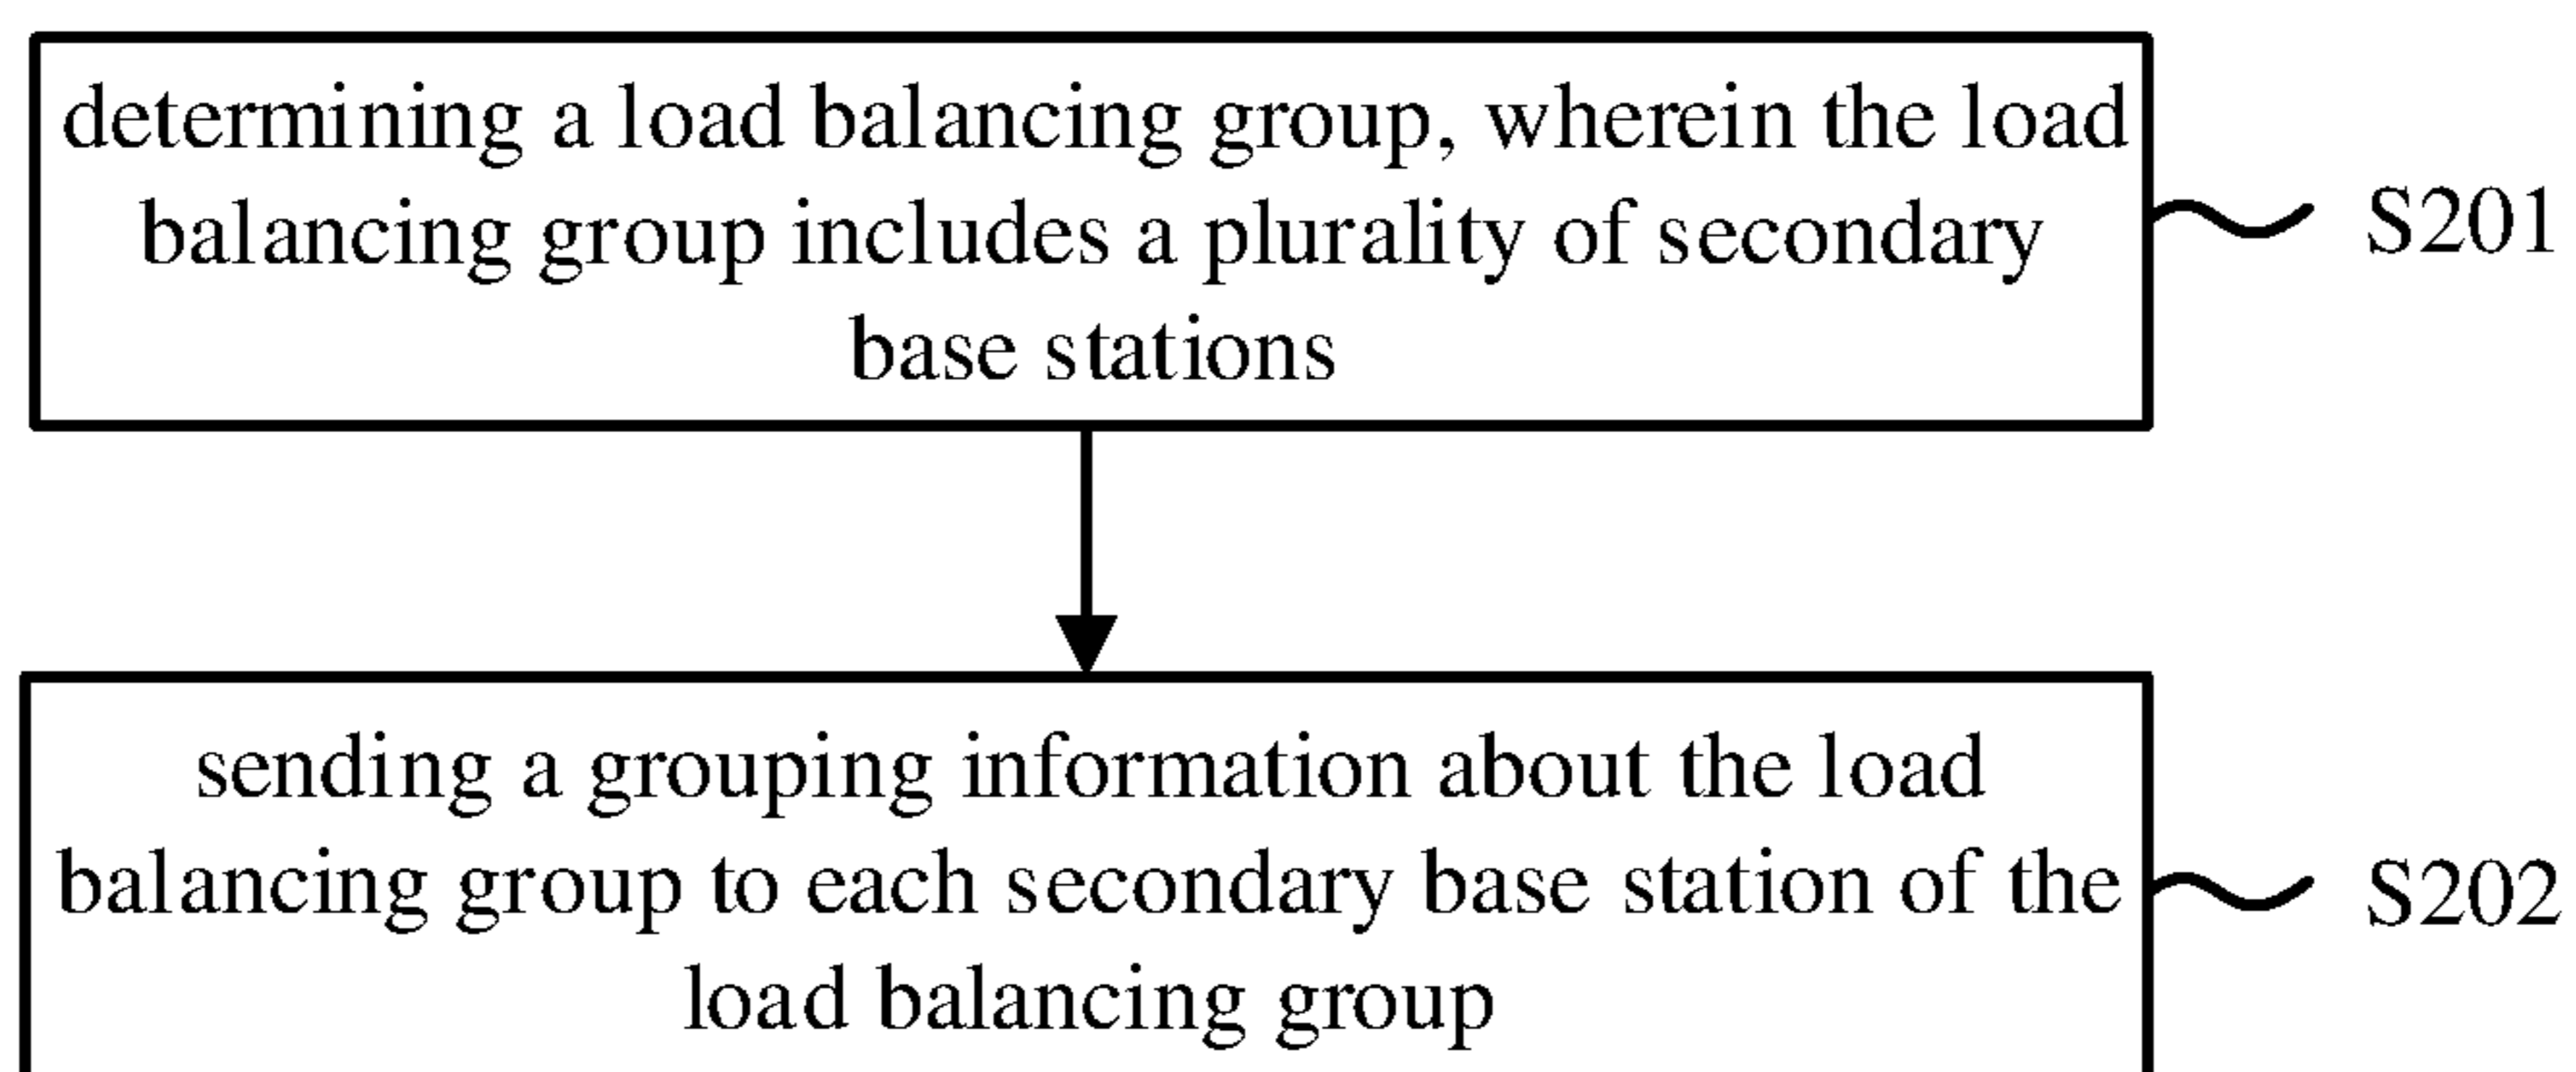 determining a load balancing group, wherein the load
balancing group includes a plurality of secondary
base stations
S201
sending a grouping information about the load
balancing group to each secondary base station of the
load balancing group
S202